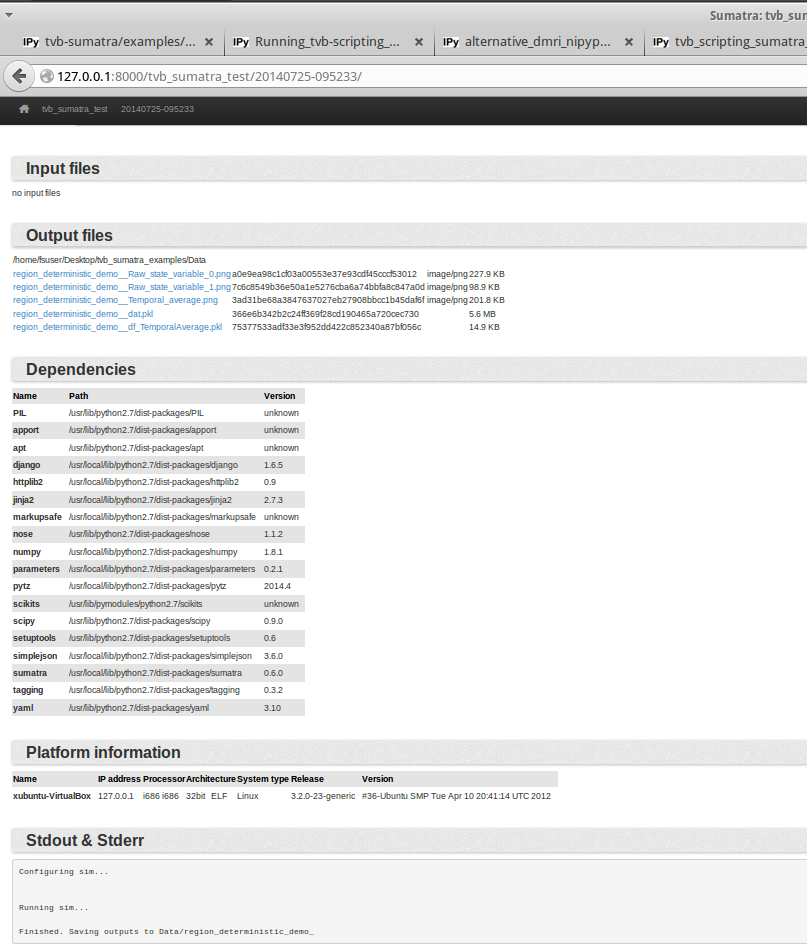 Sumatra: tvb_sum
IPy tvb-sumatra/examples/... × IPy Running_tvb-scripting_... × IPy alternative_dmri_nipyp... × IPy tvb_scripting_sumatra
127.0.0.1:8000/tvb_sumatra_test/20140725-095233/
tvb_sumatra_test 20140725-095233
Input files
no input files
Output files
/home/fsuser/Desktop/tvb_sumatra_examples/Data
region_deterministic_demo__Raw_state_variable_0.png a0e9ea98c1cf03a00553e37e93cdf45cccf53012 image/png 227.9 KB
region_deterministic_demo__Raw_state_variable_1.png 7c6c8549b36e50a1e5276cba6a74bbfa8c847a0d image/png 98.9 KB
region_deterministic_demo__Temporal_average.png 3ad31be68a3847637027eb27908bbcc1b45daf6f image/png 201.8 KB
region_deterministic_demo__dat.pkl 366e6b342b2c24ff369f28cd190465a720cec730 5.6 MB
region_deterministic_demo__df_TemporalAverage.pkl 75377533adf33e3f952dd422c852340a87bf056c 14.9 KB
Dependencies
Name Path Version
PIL /usr/lib/python2.7/dist-packages/PIL unknown
apport /usr/lib/python2.7/dist-packages/apport unknown
apt /usr/lib/python2.7/dist-packages/apt unknown
django /usr/local/lib/python2.7/dist-packages/django 1.6.5
httplib2 /usr/local/lib/python2.7/dist-packages/httplib2 0.9
jinja2 /usr/local/lib/python2.7/dist-packages/jinja2 2.7.3
markupsafe /usr/local/lib/python2.7/dist-packages/markupsafe unknown
nose /usr/lib/python2.7/dist-packages/nose 1.1.2
numpy /usr/local/lib/python2.7/dist-packages/numpy 1.8.1
parameters /usr/local/lib/python2.7/dist-packages/parameters 0.2.1
pytz /usr/local/lib/python2.7/dist-packages/pytz 2014.4
scikits /usr/lib/pymodules/python2.7/scikits unknown
scipy /usr/lib/python2.7/dist-packages/scipy 0.9.0
setuptools /usr/lib/python2.7/dist-packages/setuptools 0.6
simplejson /usr/local/lib/python2.7/dist-packages/simplejson 3.6.0
sumatra /usr/local/lib/python2.7/dist-packages/sumatra 0.6.0
tagging /usr/local/lib/python2.7/dist-packages/tagging 0.3.2
yaml /usr/lib/python2.7/dist-packages/yaml 3.10
Platform information
Name IP address Processor Architecture System type Release Version
xubuntu-VirtualBox 127.0.0.1 i686 i686 32bit ELF Linux 3.2.0-23-generic #36-Ubuntu SMP Tue Apr 10 20:41:14 UTC 2012
Stdout & Stderr
Configuring sim...
Running sim...
Finished. Saving outputs to Data/region_deterministic_demo_